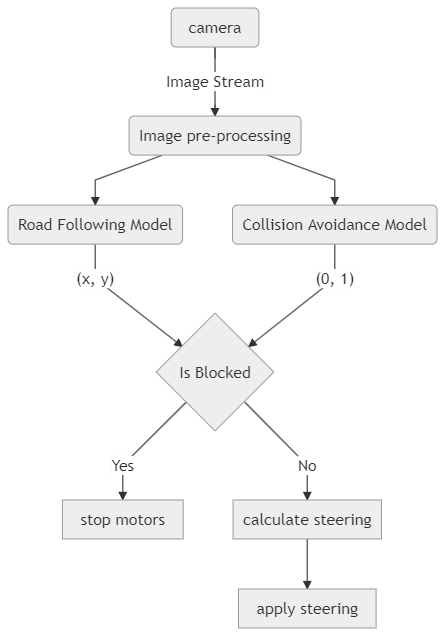 camera
Image Stream
Image pre-processing
Road Following Model
Collision Avoidance Model
(x, y)
(0, 1)
Is Blocked
Yes
No
stop motors
calculate steering
apply steering